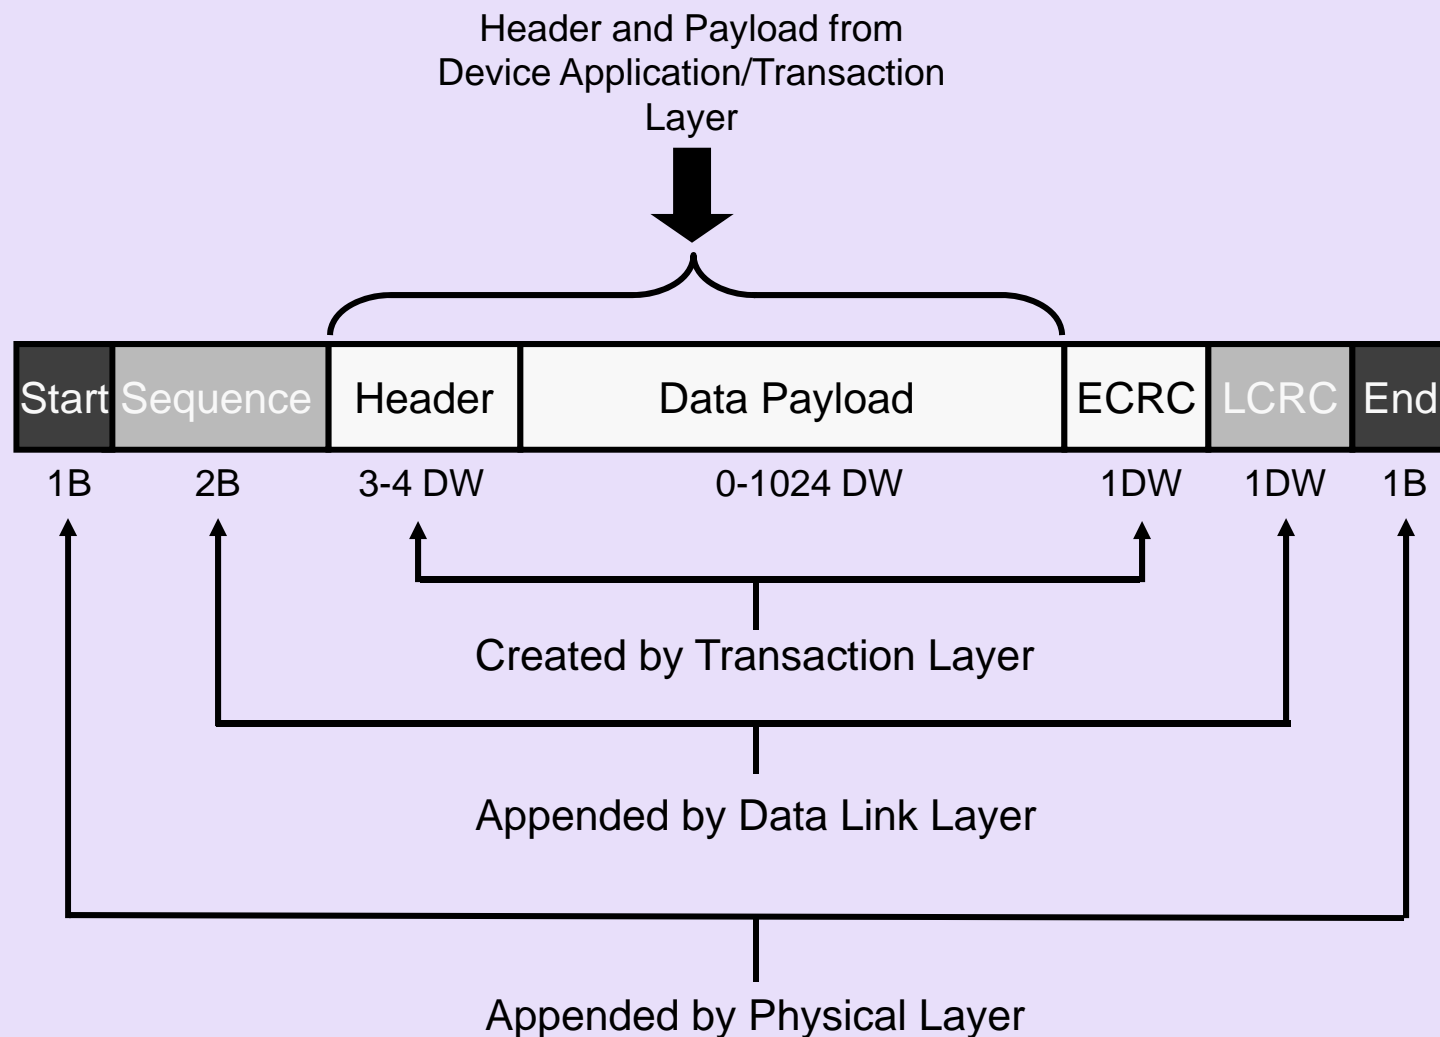 Header and Payload from
Device Application/Transaction
Layer
Start Sequence Header Data Payload ECRC LCRC End
1B 2B 3-4 DW 0-1024 DW 1DW 1DW 1B
Created by Transaction Layer
Appended by Data Link Layer
Appended by Physical Layer